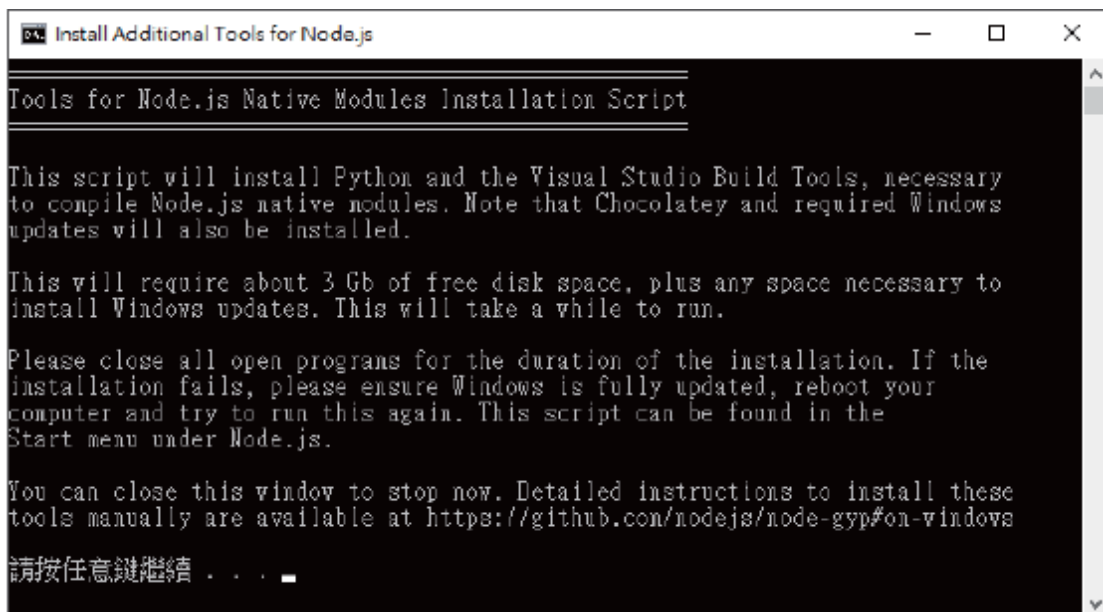 Install Additional Tools for Node.js
Tools for Node.js Native Modules Installation Script
This script will install Python and the Visual Studio Build Tools, necessary
to compile Node.js native modules. Note that Chocolatey and required Windows
updates will also be installed.
This will require about 3 Gb of free disk space, plus any space necessary to
install Windows updates. This will take a while to run.
Please close all open programs for the duration of the installation. If the
installation fails, please ensure Windows is fully updated, reboot your
computer and try to run this again. This script can be found in the
Start menu under Node.js.
You can close this window to stop now. Detailed instructions to install these
tools manually are available at https://github.com/nodejs/node-gyp#on-windows
請按任意鍵繼續 . . .